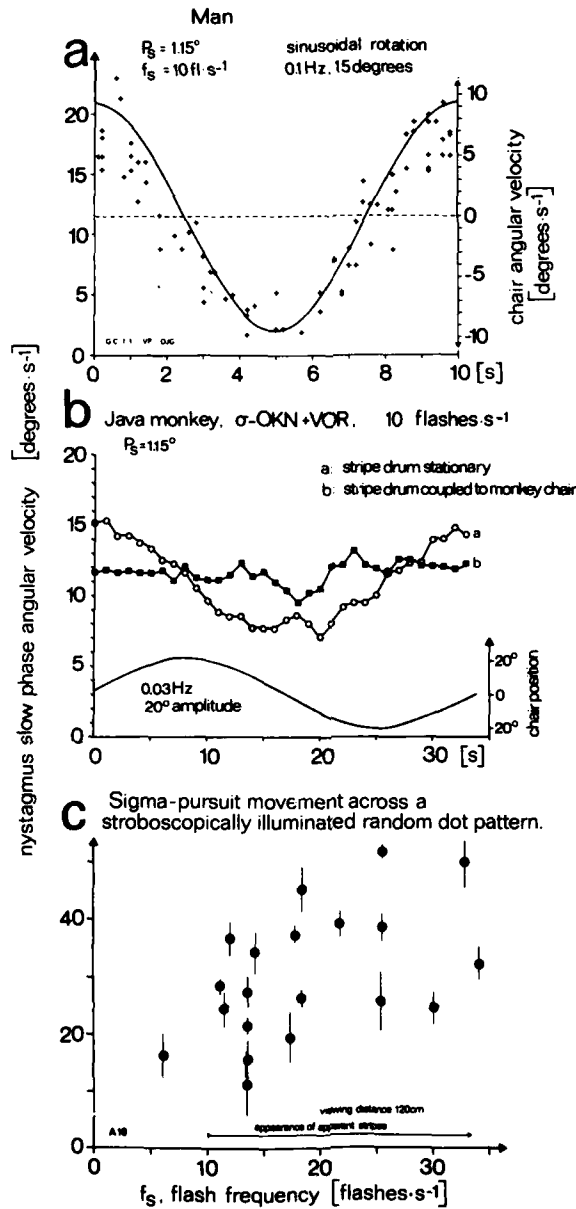 Man
a
Ps = 1.15°
fs = 10 fl·s-1
sinusoidal rotation
0.1 Hz, 15 degrees
20
15
10
5
0
10
5
0
-5
-10
chair angular velocity
[degrees·s-1]
0 2 4 6 8 10 [s]
nystagmus slow phase angular velocity [degrees·s-1]
b Java monkey, σ-OKN+VOR, 10 flashes·s-1
Ps = 1.15°
a: stripe drum stationary
b: stripe drum coupled to monkey chair
20
15
10
5
0
a
b
0.03 Hz
20° amplitude
20°
0
20°
chair position
0 10 20 30 [s]
c Sigma-pursuit movement across a
stroboscopically illuminated random dot pattern.
40
20
0
viewing distance 120cm
appearance of apparent stripes
A18
0 10 20 30
fs, flash frequency [flashes·s-1]